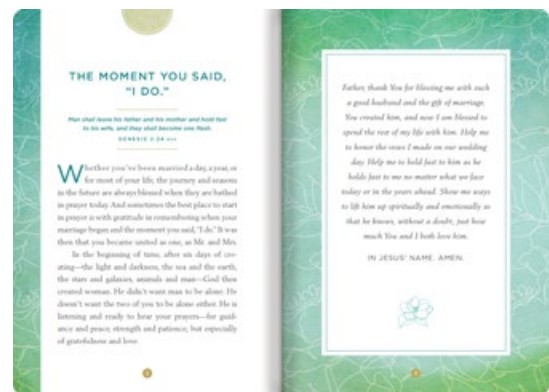 THE MOMENT YOU SAID,
"I DO."
Man shall leave his father and his mother and hold fast
to his wife, and they shall become one flesh.
GENESIS 2:24
Whether you've been married a day, a year, or
for most of your life, the journey and seasons
in the future are always blessed when they are bathed
in prayer today. And sometimes the best place to start
in prayer is with gratitude in remembering when your
marriage began and the moment you said, "I do." It was
then that you became united as one, as Mr. and Mrs.
In the beginning of time, after six days of cre-
ating—the light and darkness, the sea and the earth,
the stars and galaxies, animals and man—God then
created woman. He didn't want man to be alone. He
doesn't want the two of you to be alone either. He is
listening and ready to hear your prayers—for guid-
ance and peace, strength and patience, but especially
of gratefulness and love.
Father, thank You for blessing me with such
a good husband and the gift of marriage.
You created him, and now I am blessed to
spend the rest of my life with him. Help me
to honor the vows I made on our wedding
day. Help me to hold fast to him as he
holds fast to me no matter what we face
today or in the years ahead. Show me ways
to lift him up spiritually and emotionally so
that he knows, without a doubt, just how
much You and I both love him.
IN JESUS' NAME. AMEN.